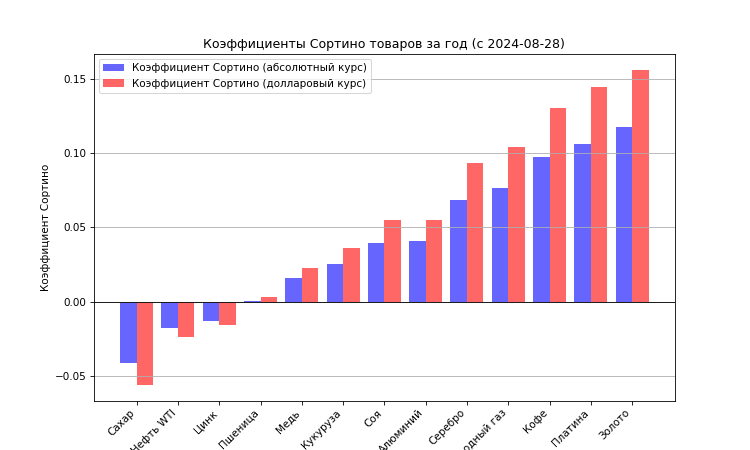 Коэффициенты Сортино товаров за год (с 2024-08-28)
Коэффициент Сортино (абсолютный курс)
Коэффициент Сортино (долларовый курс)
Коэффициент Сортино
0.15
0.10
0.05
0.00
−0.05
Сахар
Нефть WTI
Цинк
Пшеница
Медь
Кукуруза
Соя
Алюминий
Серебро
одный газ
Кофе
Платина
Золото